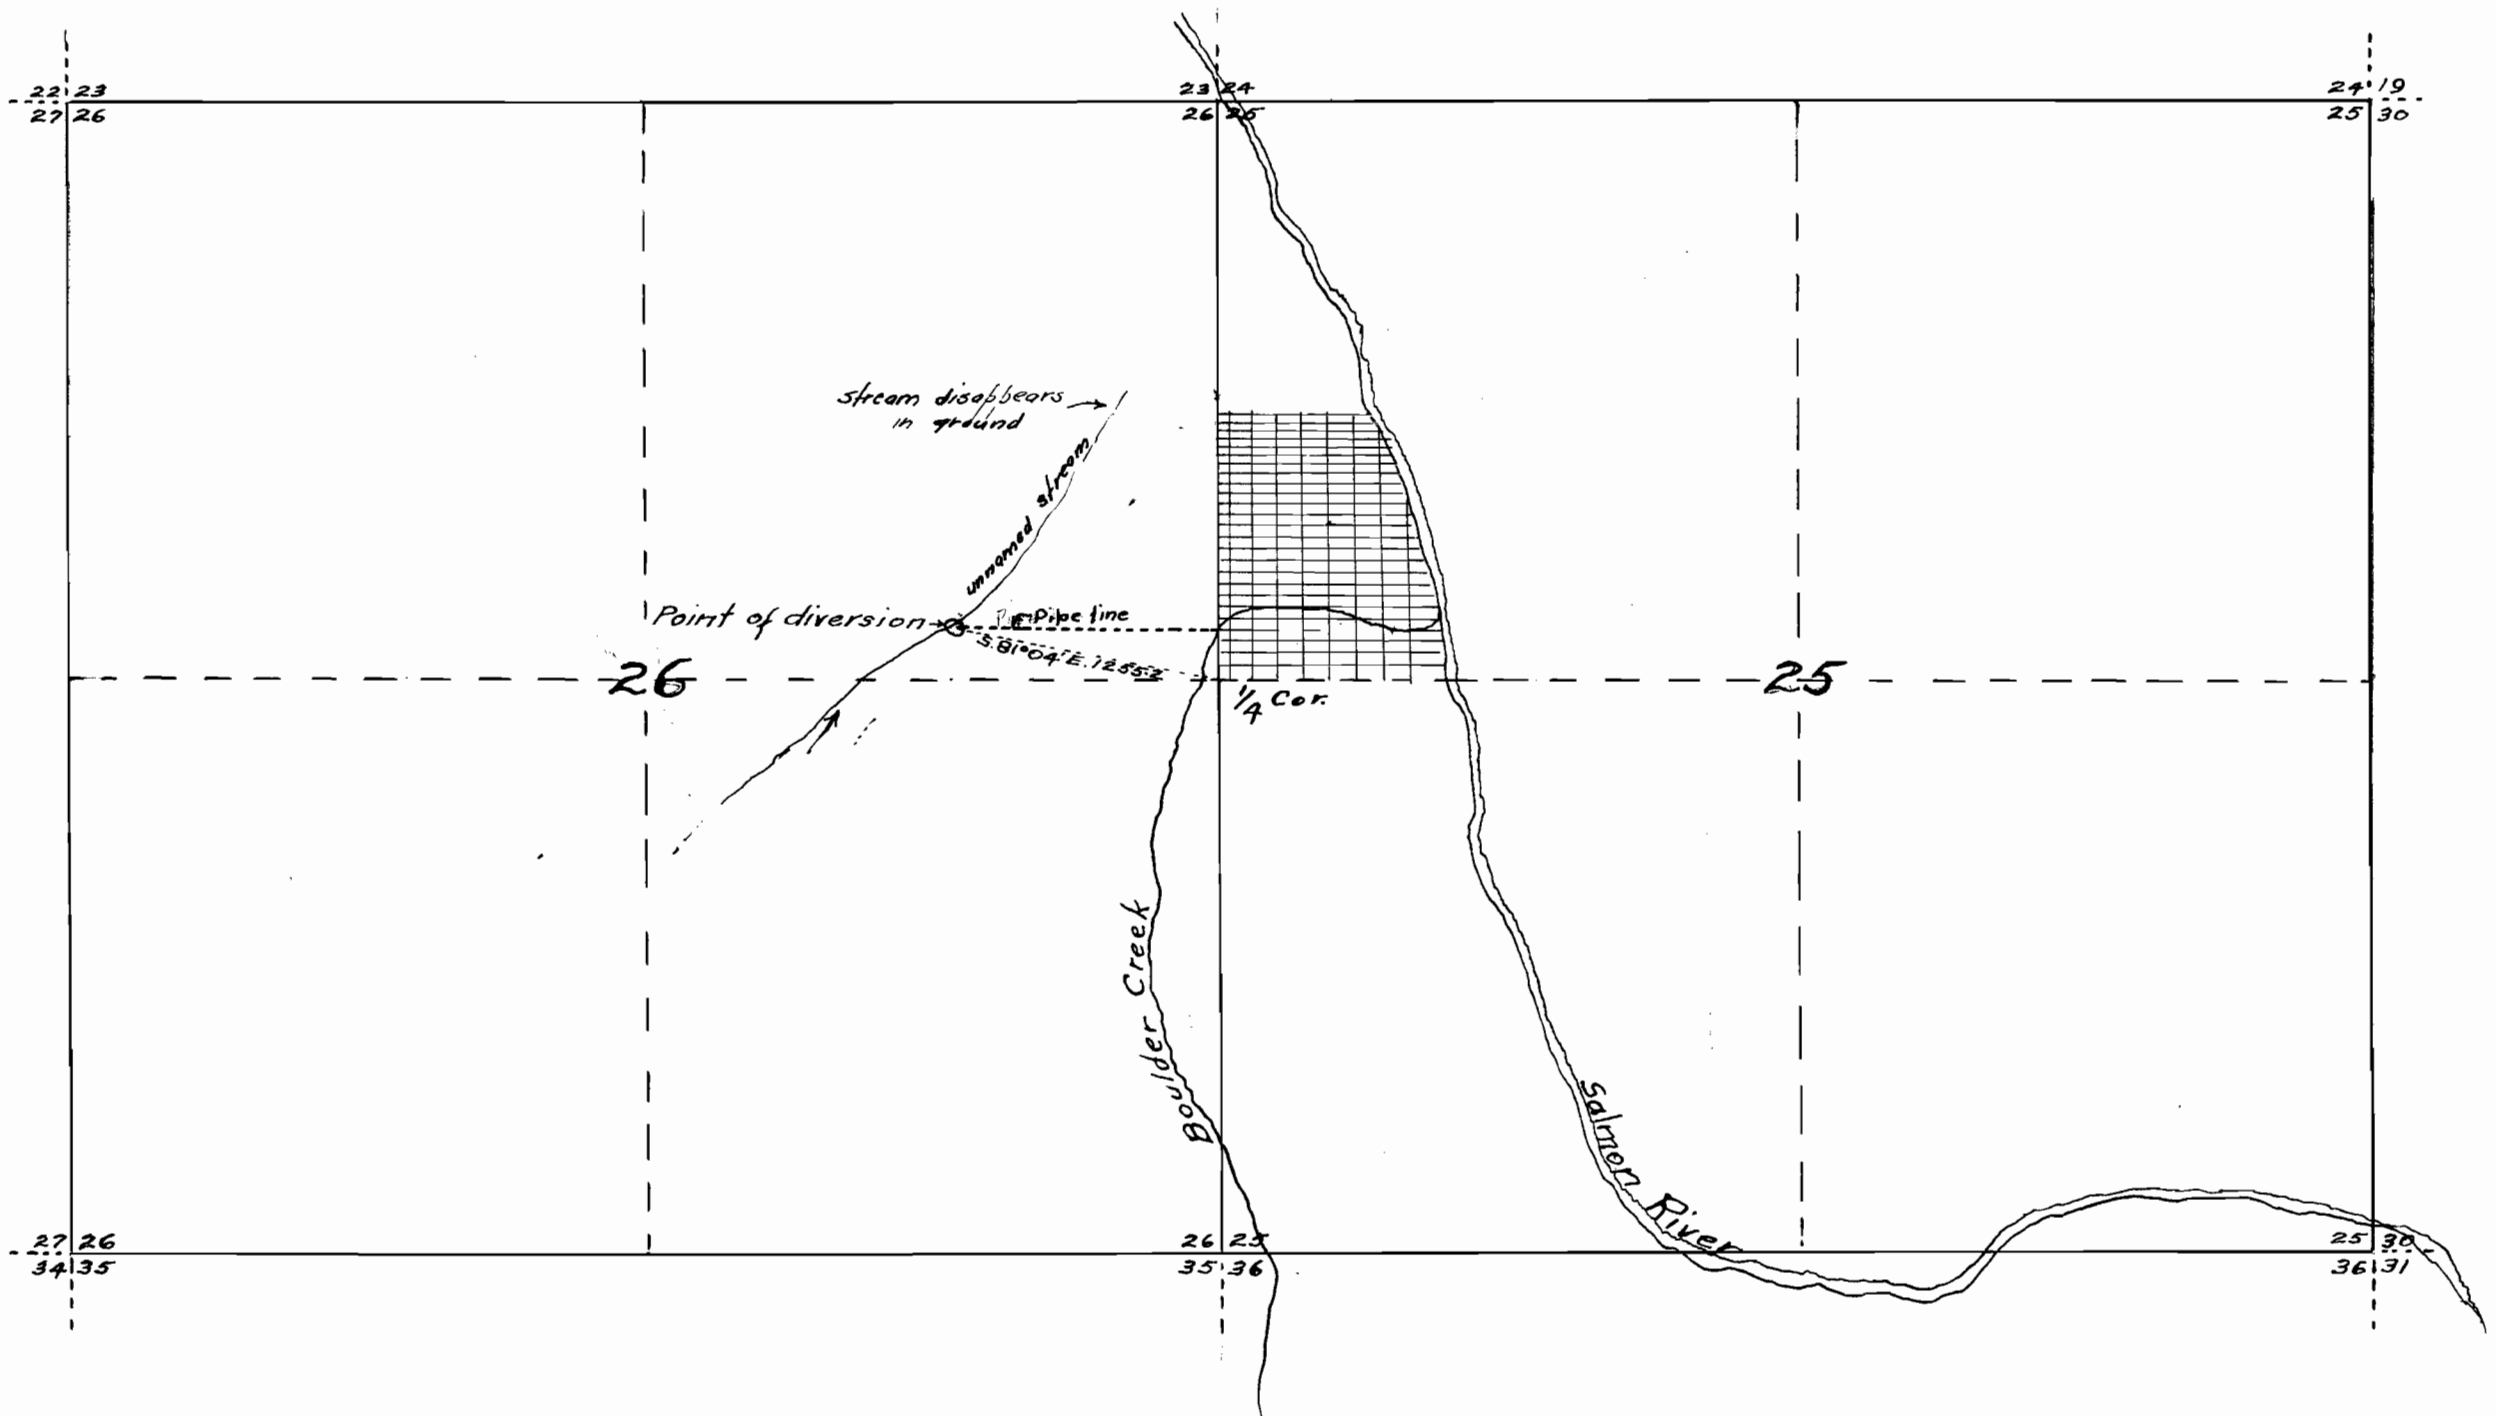 22 23
27 26
23 24
26 25
24 19
25 30
stream disappears
in ground
unnamed stream
Point of diversion
Pipe line
S.81°04'E.1255.2
26
25
1/4 Cor.
Boulder Creek
Salmon River
27 26
34 35
26 25
35 36
25 30
36 31